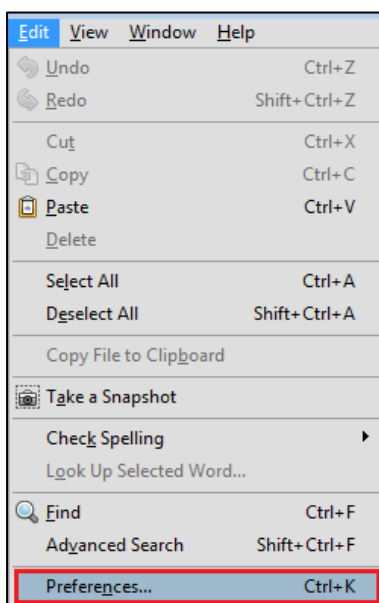 Edit View Window Help
Undo Ctrl+Z
Redo Shift+Ctrl+Z
Cut Ctrl+X
Copy Ctrl+C
Paste Ctrl+V
Delete
Select All Ctrl+A
Deselect All Shift+Ctrl+A
Copy File to Clipboard
Take a Snapshot
Check Spelling
Look Up Selected Word...
Find Ctrl+F
Advanced Search Shift+Ctrl+F
Preferences... Ctrl+K